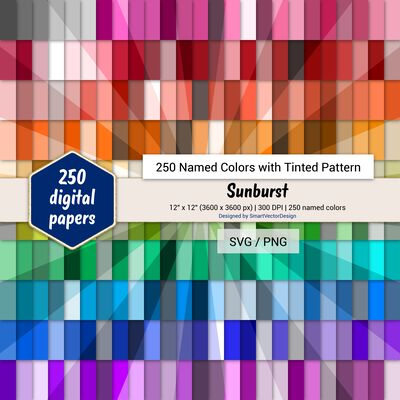 250
digital
papers
250 Named Colors with Tinted Pattern
Sunburst
12" x 12" (3600 x 3600 px) | 300 DPI | 250 named colors
Designed by SmartVectorDesign
SVG / PNG